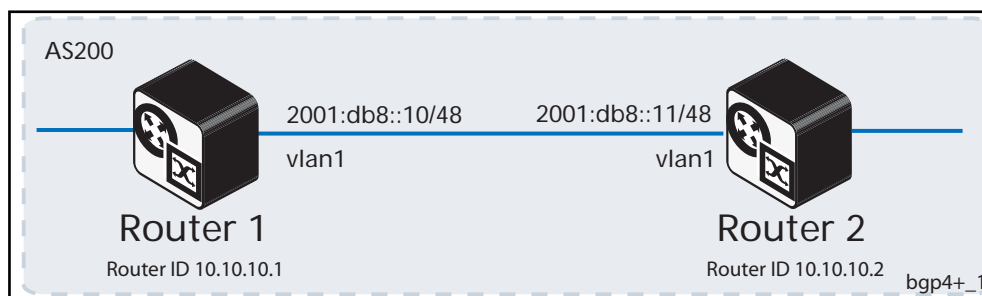 AS200
2001:db8::10/48
2001:db8::11/48
vlan1
vlan1
Router 1
Router 2
Router ID 10.10.10.1
Router ID 10.10.10.2
bgp4+_1